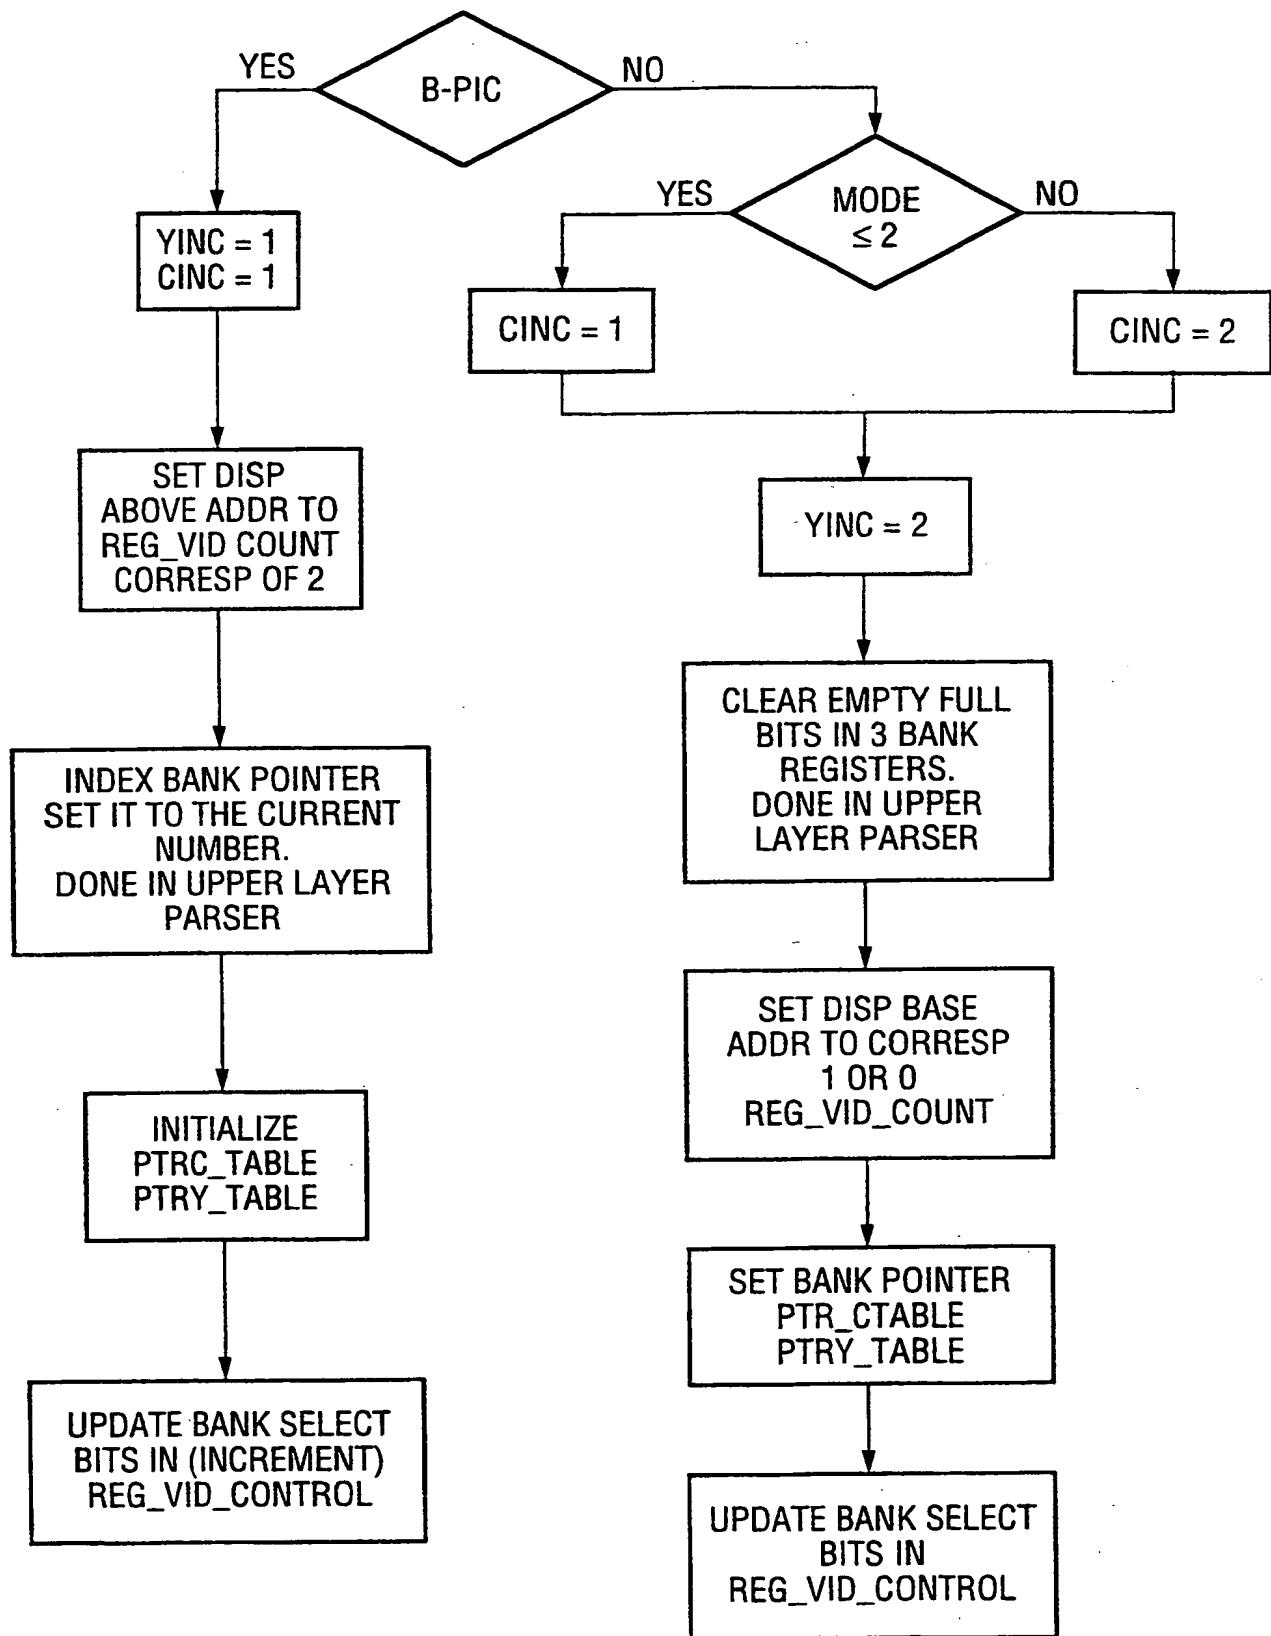 B-PIC
YES
NO
YINC = 1
CINC = 1
SET DISP
ABOVE ADDR TO
REG_VID COUNT
CORRESP OF 2
INDEX BANK POINTER
SET IT TO THE CURRENT
NUMBER.
DONE IN UPPER LAYER
PARSER
INITIALIZE
PTRC_TABLE
PTRY_TABLE
UPDATE BANK SELECT
BITS IN (INCREMENT)
REG_VID_CONTROL
MODE
≤ 2
YES
NO
CINC = 1
CINC = 2
YINC = 2
CLEAR EMPTY FULL
BITS IN 3 BANK
REGISTERS.
DONE IN UPPER
LAYER PARSER
SET DISP BASE
ADDR TO CORRESP
1 OR 0
REG_VID_COUNT
SET BANK POINTER
PTR_CTABLE
PTRY_TABLE
UPDATE BANK SELECT
BITS IN
REG_VID_CONTROL